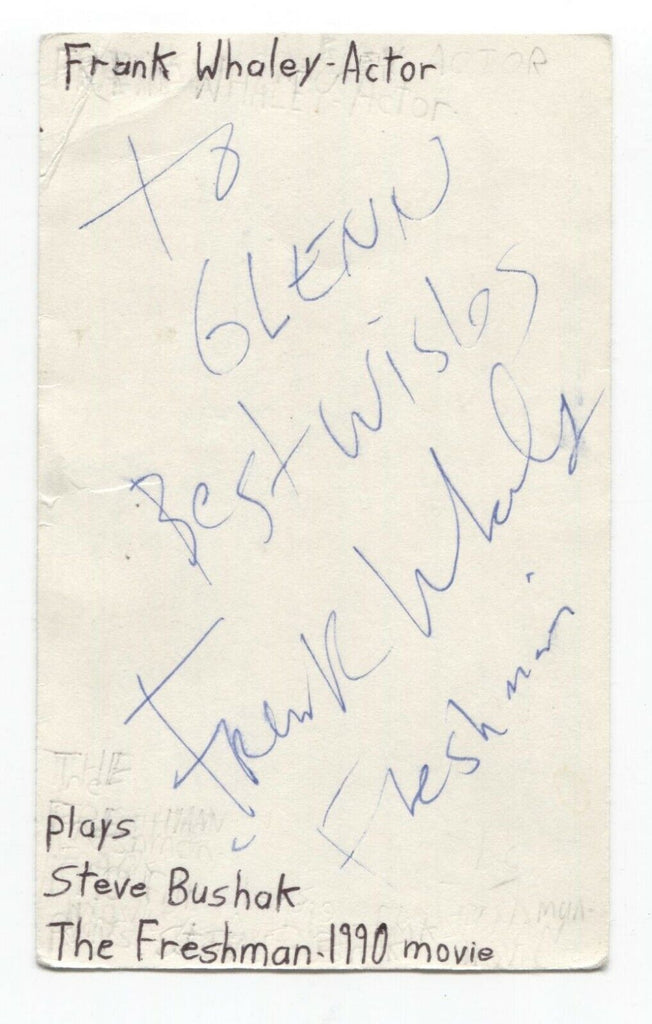 Frank Whaley-Actor
To
GLENN
Best Wishes
Frank Whaley
Freshman
plays
Steve Bushak
The Freshman-1990 movie